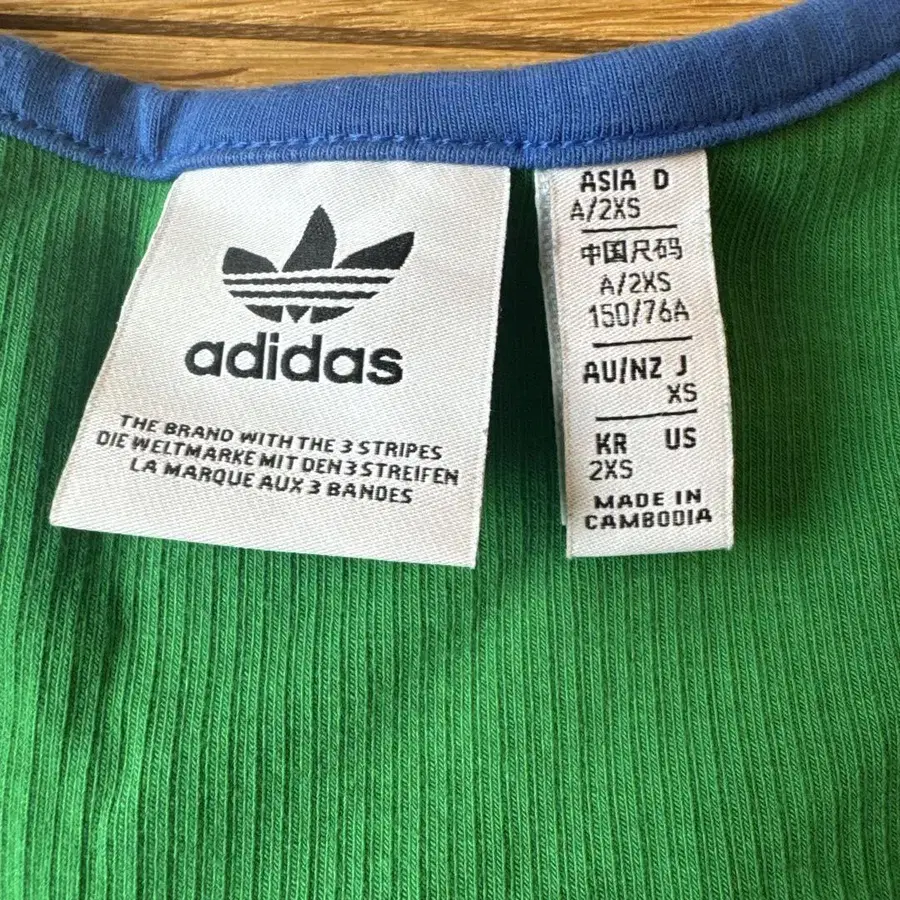 adidas
THE BRAND WITH THE 3 STRIPES
DIE WELTMARKE MIT DEN 3 STREIFEN
LA MARQUE AUX 3 BANDES
ASIA D
A/2XS
中国尺码
A/2XS
150/76A
AU/NZ J
XS
KR US
2XS
MADE IN
CAMBODIA